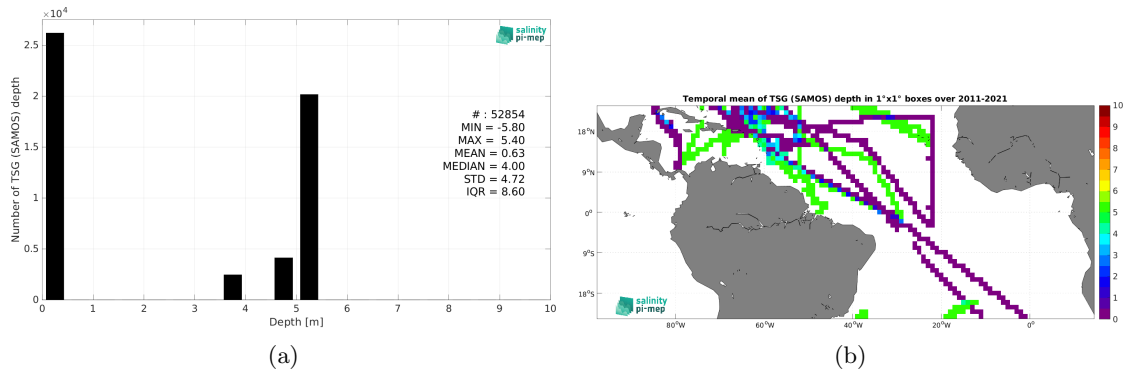 ×10⁴
salinity
pi-mep
2.5
2
1.5
1
0.5
0
Number of TSG (SAMOS) depth
# : 52854
MIN = -5.80
MAX = 5.40
MEAN = 0.63
MEDIAN = 4.00
STD = 4.72
IQR = 8.60
0 1 2 3 4 5 6 7 8 9 10
Depth [m]
(a)
Temporal mean of TSG (SAMOS) depth in 1°x1° boxes over 2011-2021
18°N
9°N
0°
9°S
18°S
80°W 60°W 40°W 20°W 0°
salinity
pi-mep
10
9
8
7
6
5
4
3
2
1
0
(b)